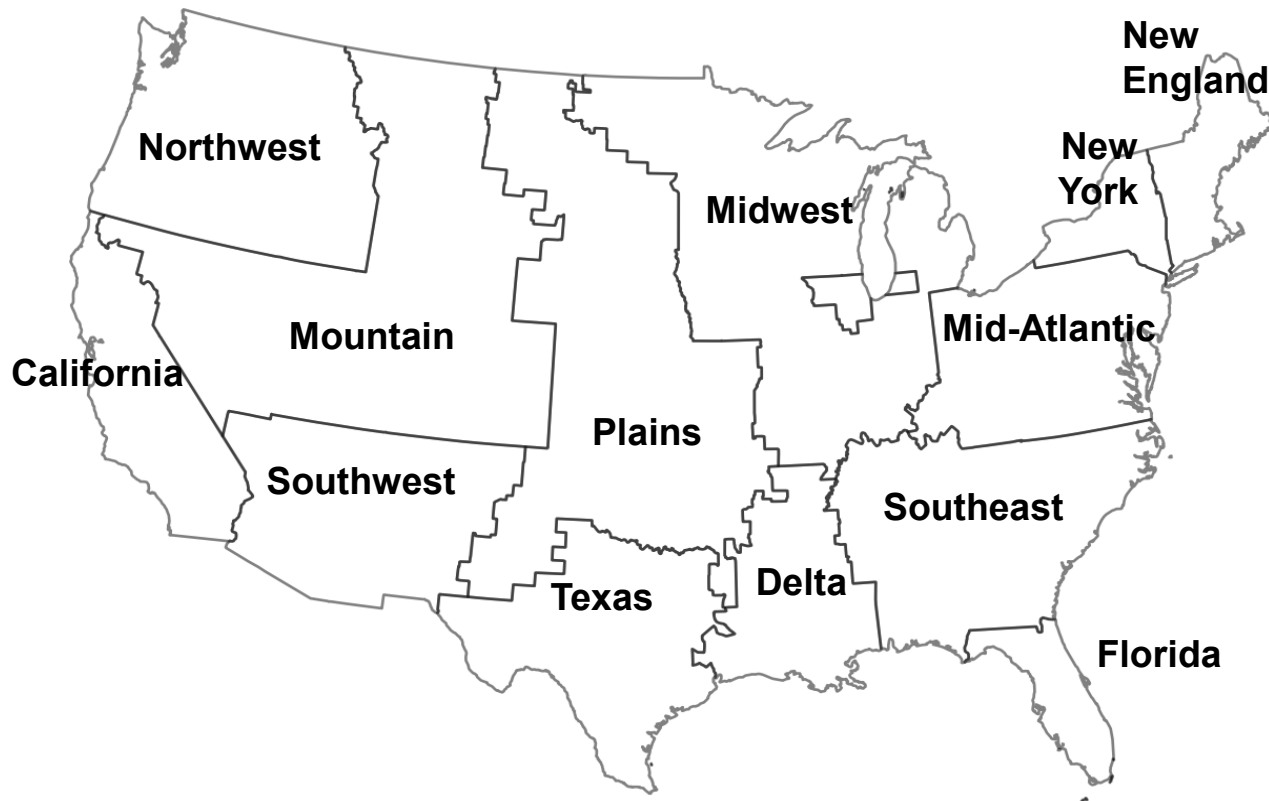 New
England
Northwest
New
York
Midwest
Mountain
Mid-Atlantic
California
Plains
Southwest
Southeast
Texas
Delta
Florida